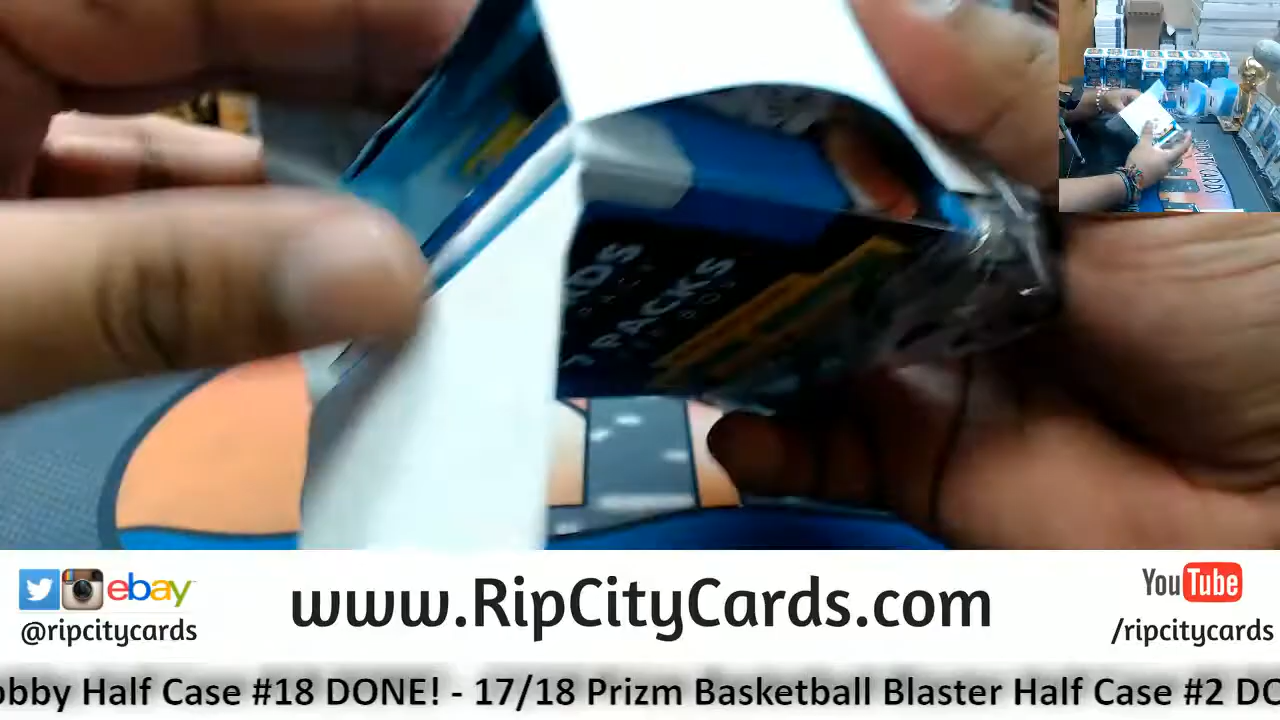 PACKS
ebay
www.RipCityCards.com
YouTube
@ripcitycards
/ripcitycards
obby Half Case #18 DONE! - 17/18 Prizm Basketball Blaster Half Case #2 DO